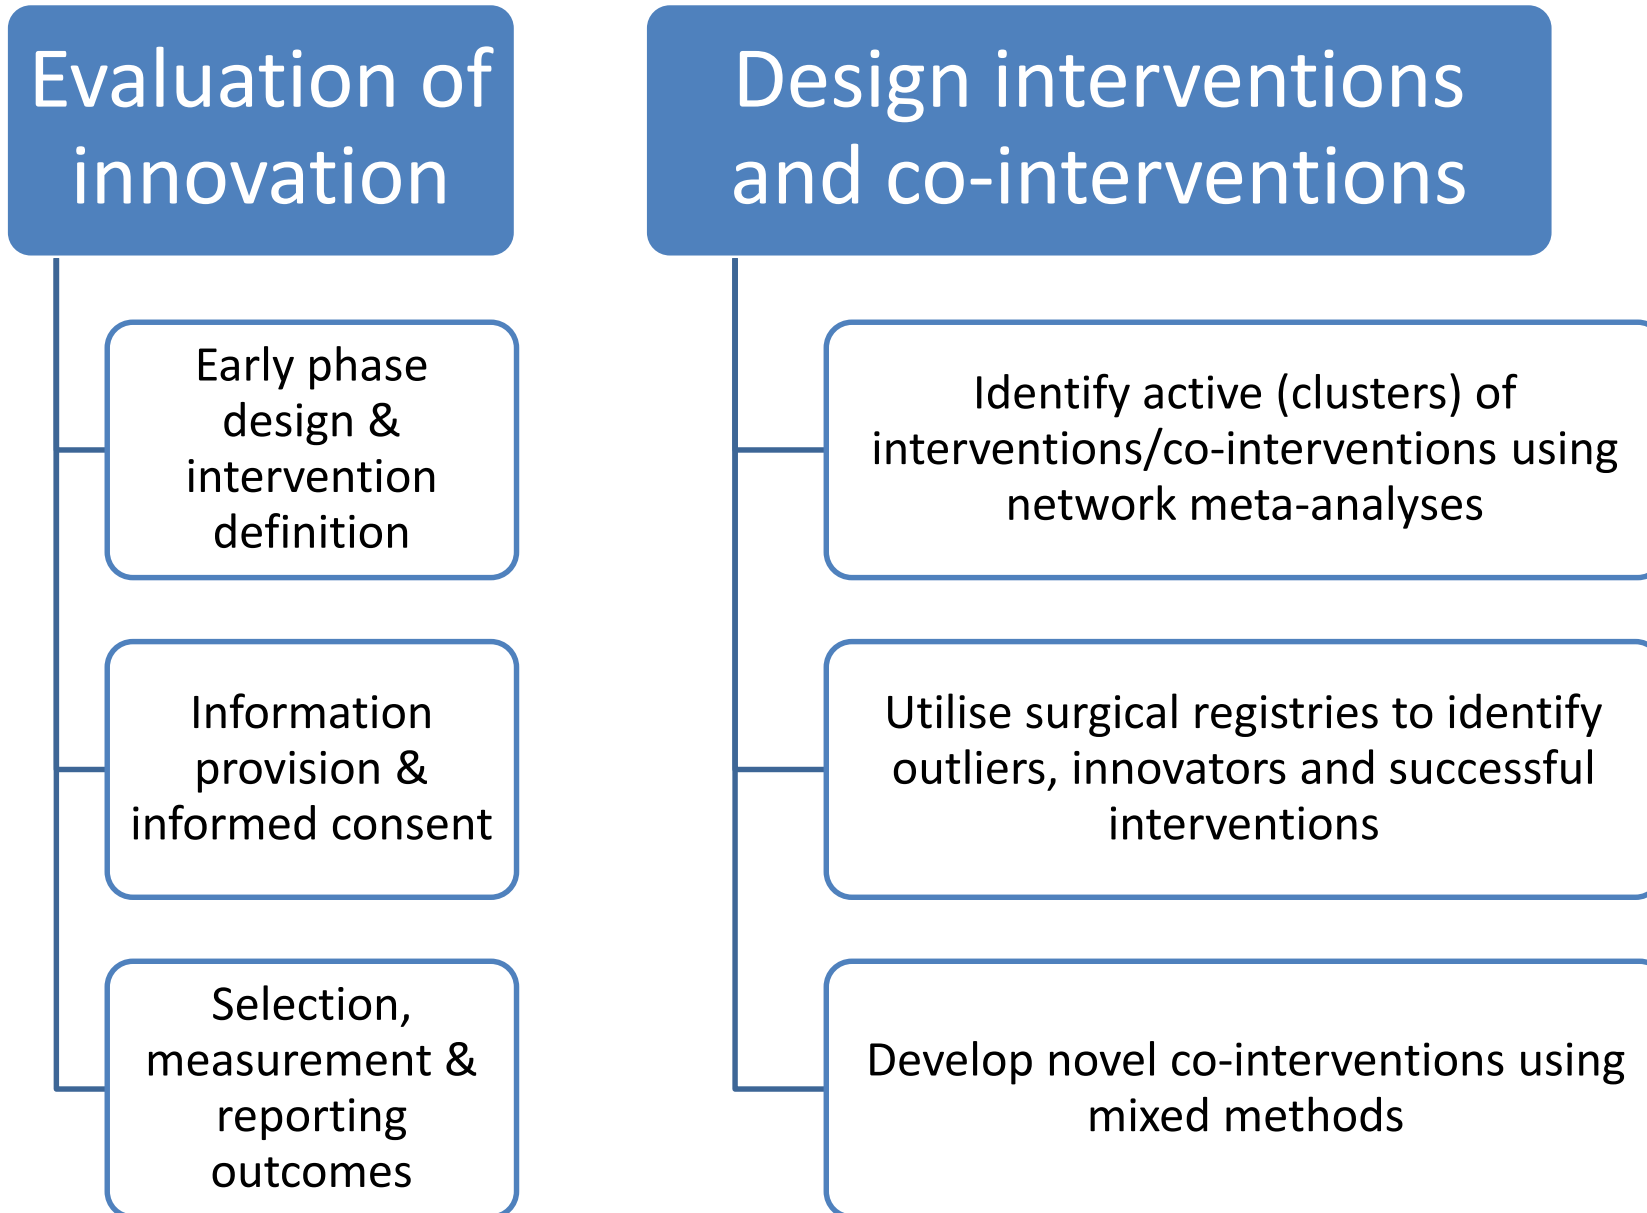 Evaluation of
innovation
Early phase
design &
intervention
definition
Information
provision &
informed consent
Selection,
measurement &
reporting
outcomes
Design interventions
and co-interventions
Identify active (clusters) of
interventions/co-interventions using
network meta-analyses
Utilise surgical registries to identify
outliers, innovators and successful
interventions
Develop novel co-interventions using
mixed methods